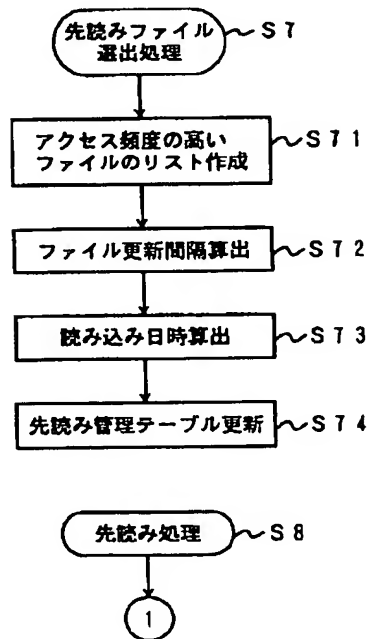 先読みファイル
選出処理
S7
アクセス頻度の高い
ファイルのリスト作成
S71
ファイル更新間隔算出
S72
読み込み日時算出
S73
先読み管理テーブル更新
S74
先読み処理
S8
1